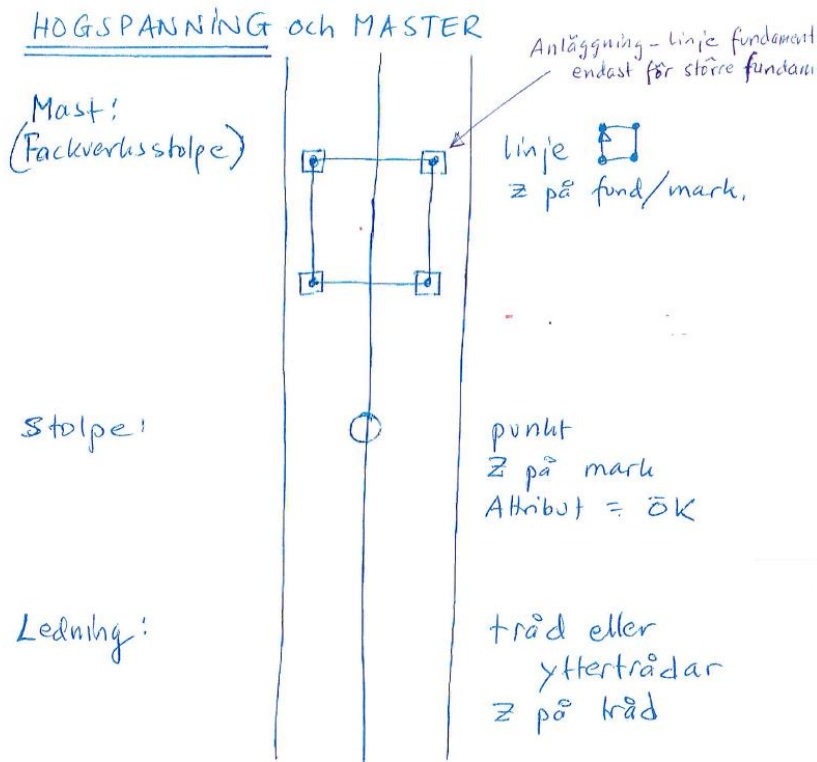 HOGSPANNING och MASTER
Anläggning - linje fundament
endast för större fundam
Mast:
(Fackverksstolpe)
linje
Z på fund/mark.
Stolpe:
punkt
Z på mark
Attribut = ÖK
Ledning:
tråd eller
yttertrådar
Z på tråd